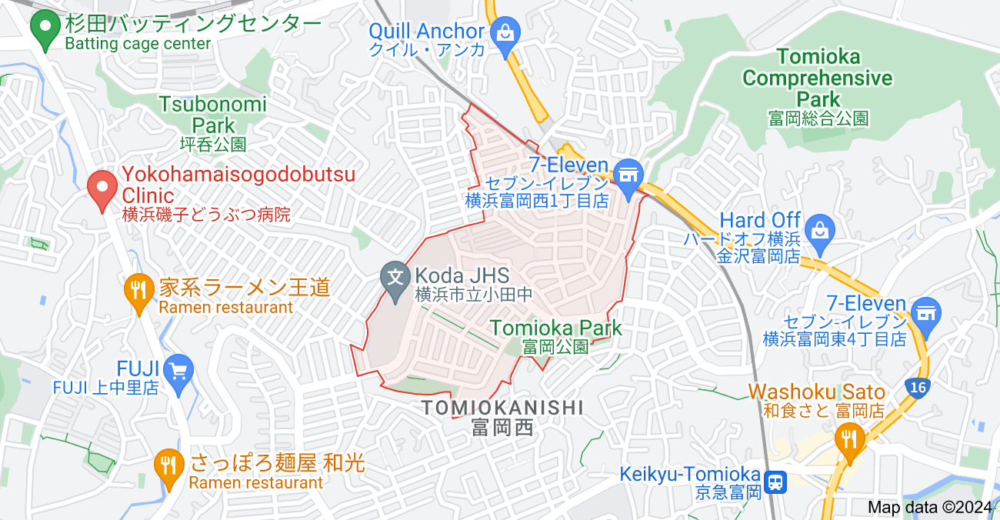 杉田バッティングセンター
Batting cage center
Quill Anchor
クイル・アンカ
Tomioka
Comprehensive
Park
富岡総合公園
Tsubonomi
Park
坪呑公園
Yokohamaisogodobutsu
Clinic
横浜磯子どうぶつ病院
7-Eleven
セブン-イレブン
横浜富岡西1丁目店
Hard Off
ハードオフ横浜
金沢富岡店
文
Koda JHS
横浜市立小田中
家系ラーメン王道
Ramen restaurant
7-Eleven
セブン-イレブン
横浜富岡東4丁目店
Tomioka Park
富岡公園
FUJI
FUJI 上中里店
16
Washoku Sato
和食さと 富岡店
TOMIOKANISHI
富岡西
さっぽろ麺屋 和光
Ramen restaurant
Keikyu-Tomioka
京急富岡
Map data ©2024